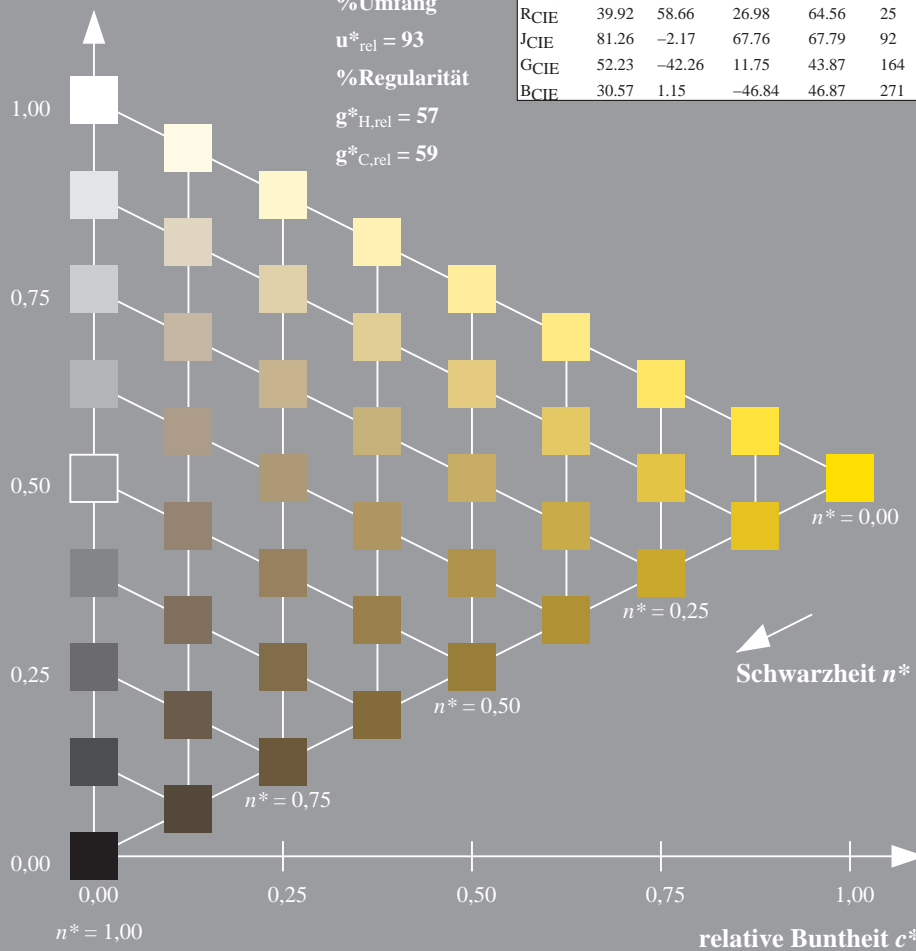 %Umfang
u*rel = 93
%Regularität
g*H,rel = 57
g*C,rel = 59
RCIE 39.92 58.66 26.98 64.56 25
JCIE 81.26 −2.17 67.76 67.79 92
GCIE 52.23 −42.26 11.75 43.87 164
BCIE 30.57 1.15 −46.84 46.87 271
1,00
0,75
0,50
0,25
0,00
n* = 0,00
n* = 0,25
Schwarzheit n*
n* = 0,50
n* = 0,75
0,00 0,25 0,50 0,75 1,00
n* = 1,00
relative Buntheit c*